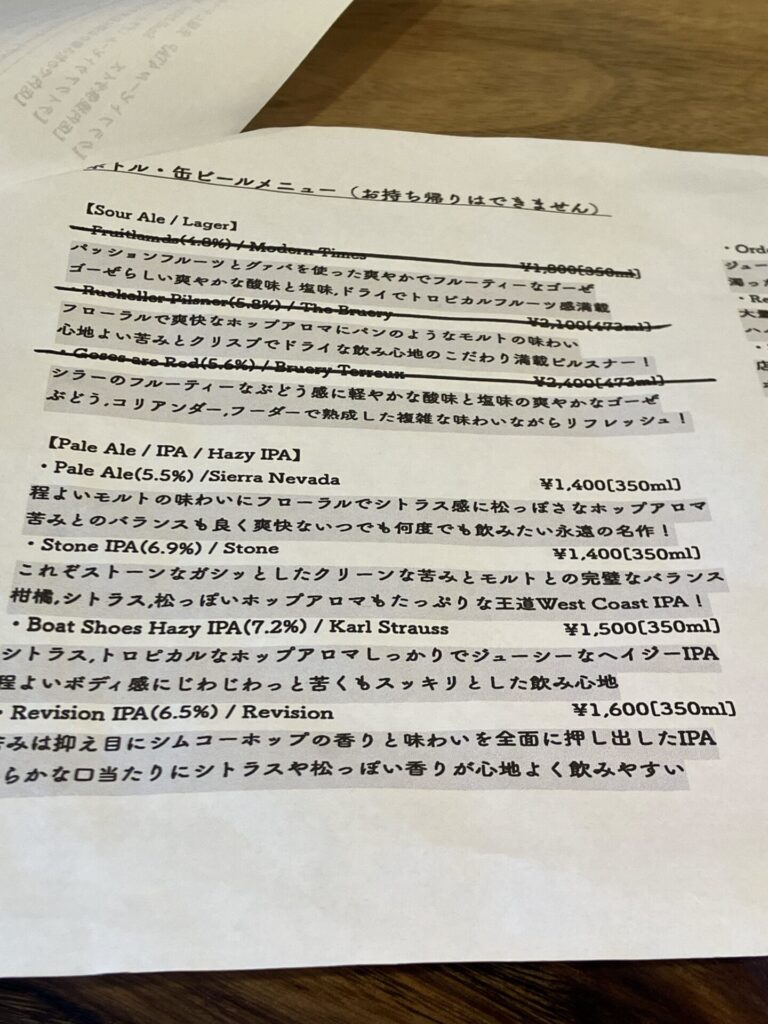 トル・缶ビールメニュー（お持ち帰りはできません）
【Sour Ale / Lager】
・Fruitlands(4.8%) / Modern Times ¥1,800[350ml]
パッションフルーツとグァバを使った爽やかでフルーティーなゴーゼ
ゴーゼらしい爽やかな酸味と塩味,ドライでトロピカルフルーツ感満載
・Ruekeller Pilsner(5.8%) / The Bruery ¥2,100[473ml]
フローラルで爽快なホップアロマにパンのようなモルトの味わい
心地よい苦みとクリスプでドライな飲み心地のこだわり満載ピルスナー！
・Goses are Red(5.6%) / Bruery Terreux ¥2,400[473ml]
シラーのフルーティーなぶどう感に軽やかな酸味と塩味の爽やかなゴーゼ
ぶどう,コリアンダー,フーダーで熟成した複雑な味わいながらリフレッシュ！
【Pale Ale / IPA / Hazy IPA】
・Pale Ale(5.5%) /Sierra Nevada ¥1,400[350ml]
程よいモルトの味わいにフローラルでシトラス感に松っぽさなホップアロマ
苦みとのバランスも良く爽快ないつでも何度でも飲みたい永遠の名作！
・Stone IPA(6.9%) / Stone ¥1,400[350ml]
これぞストーンなガシッとしたクリーンな苦みとモルトとの完璧なバランス
柑橘,シトラス,松っぽいホップアロマもたっぷりな王道West Coast IPA！
・Boat Shoes Hazy IPA(7.2%) / Karl Strauss ¥1,500[350ml]
シトラス,トロピカルなホップアロマしっかりでジューシーなヘイジーIPA
程よいボディ感にじわじわっと苦くもスッキリとした飲み心地
・Revision IPA(6.5%) / Revision ¥1,600[350ml]
苦みは抑え目にシムコーホップの香りと味わいを全面に押し出したIPA
らかな口当たりにシトラスや松っぽい香りが心地よく飲みやすい
・Orde
ジュー
濁った
・Re
大量
ハ
店